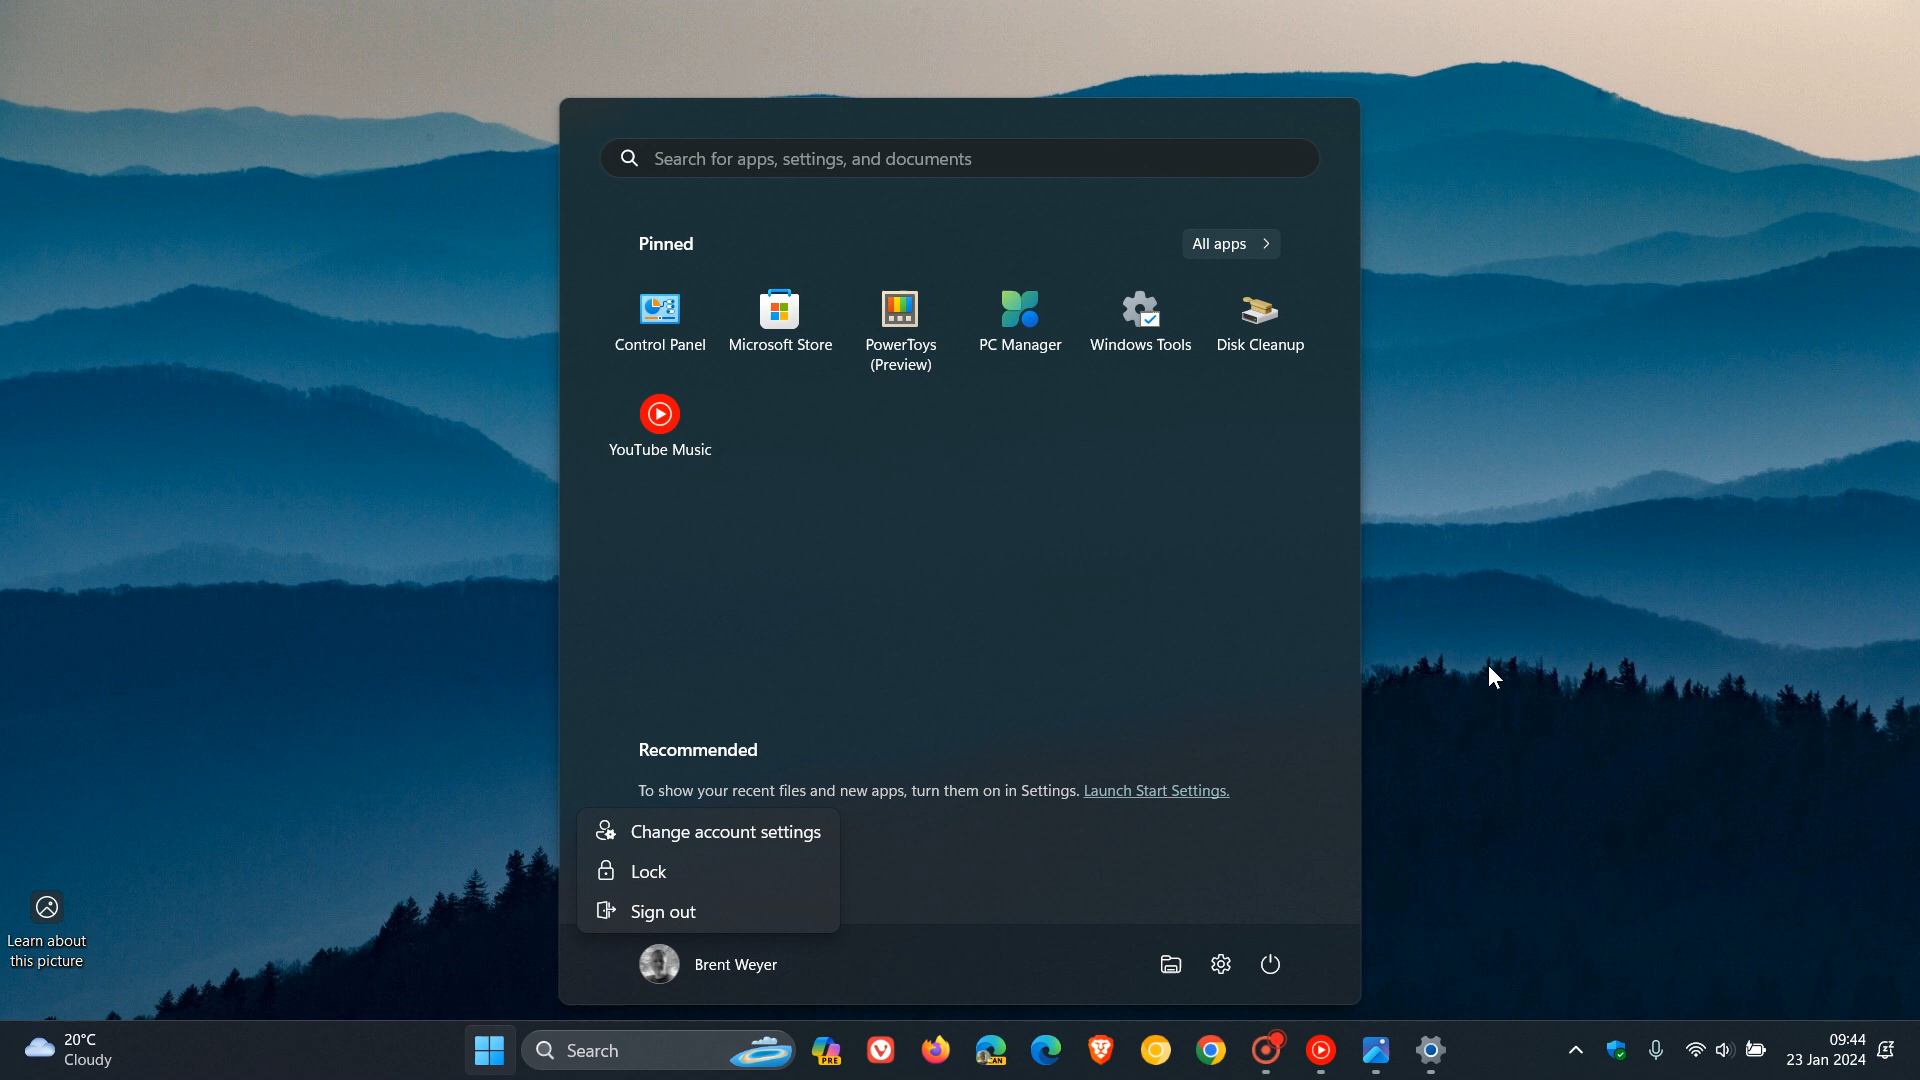 Search for apps, settings, and documents
Pinned
All apps
Control Panel
Microsoft Store
PowerToys
(Preview)
PC Manager
Windows Tools
Disk Cleanup
YouTube Music
Recommended
To show your recent files and new apps, turn them on in Settings. Launch Start Settings.
Change account settings
Lock
Sign out
Brent Weyer
Learn about
this picture
20°C
Cloudy
Search
PRE
CAN
09:44
23 Jan 2024